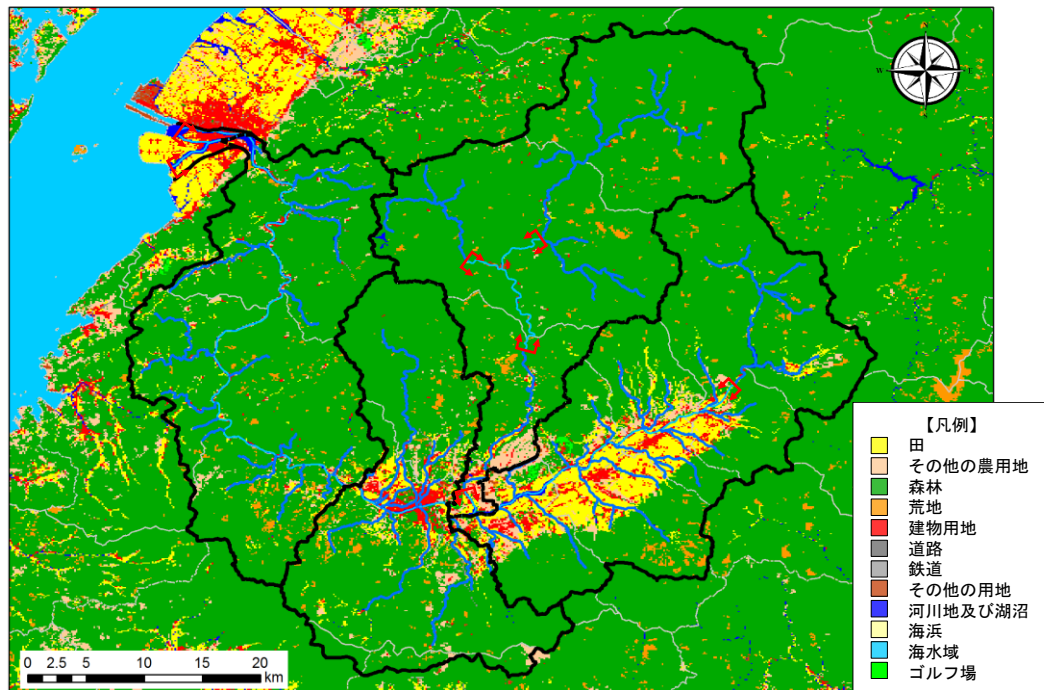 【凡例】
田
その他の農用地
森林
荒地
建物用地
道路
鉄道
その他の用地
河川地及び湖沼
海浜
海水域
ゴルフ場
0 2.5 5 10 15 20
km